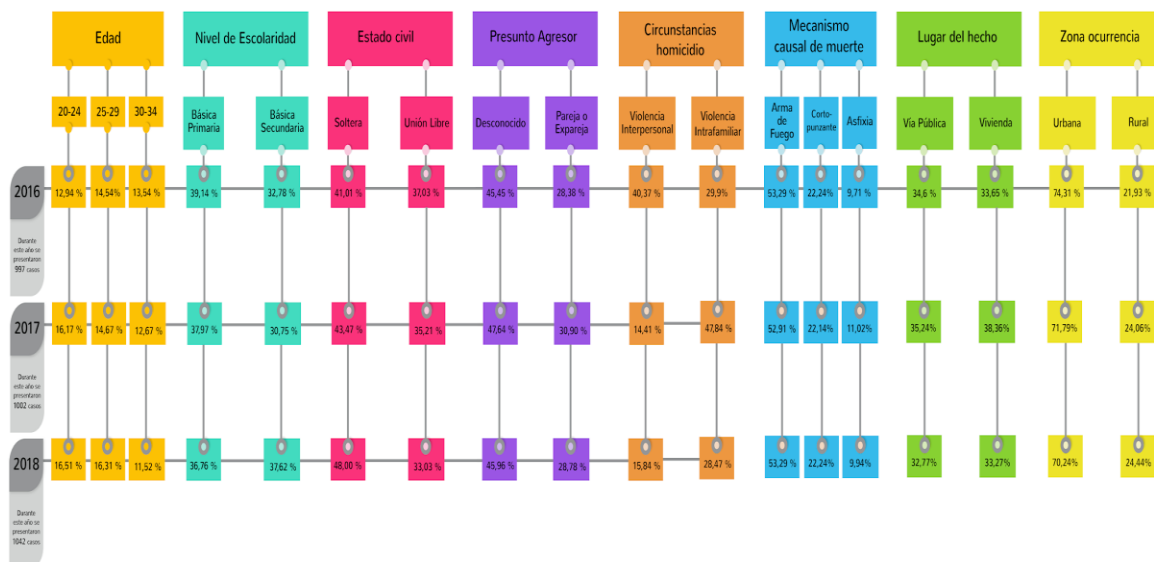 Edad
Nivel de Escolaridad
Estado civil
Presunto Agresor
Circunstancias
homicidio
Mecanismo
causal de muerte
Lugar del hecho
Zona ocurrencia
20-24
25-29
30-34
Básica
Primaria
Básica
Secundaria
Soltera
Unión Libre
Desconocido
Pareja o
Expareja
Violencia
Interpersonal
Violencia
Intrafamiliar
Arma
de
Fuego
Corto-
punzante
Asfixia
Vía Pública
Vivienda
Urbana
Rural
2016
12,94 %
14,54%
13,54 %
39,14 %
32,78 %
41,01 %
37,03 %
45,45 %
28,38 %
40,37 %
29,9%
53,29 %
22,24%
9,71 %
34,6 %
33,65 %
74,31 %
21,93 %
Durante
este año se
presentaron
997 casos
2017
16,17 %
14,67 %
12,67 %
37,97 %
30,75 %
43,47 %
35,21 %
47,64 %
30,90 %
14,41 %
47,84 %
52,91 %
22,14%
11,02%
35,24%
38,36%
71,79%
24,06%
Durante
este año se
presentaron
1002 casos
2018
16,51 %
16,31 %
11,52 %
36,76 %
37,62 %
48,00 %
33,03 %
45,96 %
28,78 %
15,84 %
28,47 %
53,29 %
22,24%
9,94%
32,77%
33,27%
70,24%
24,44%
Durante
este año se
presentaron
1042 casos